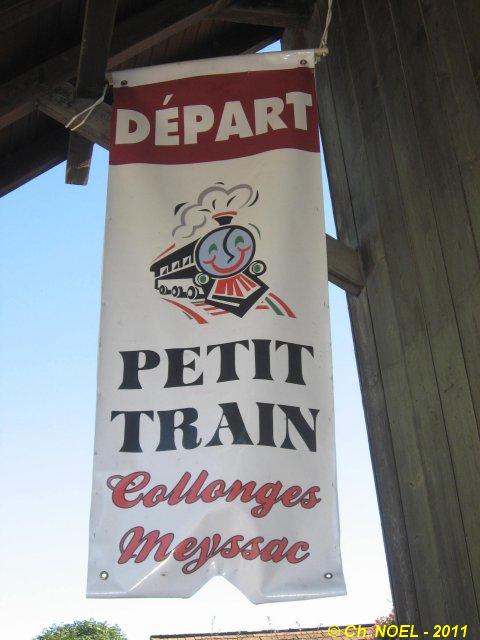 DÉPART
PETIT
TRAIN
Collonges
Meyssac
© Ch. NOEL - 2011